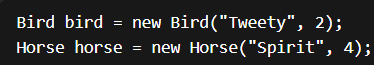 Bird bird = new Bird("Tweety", 2);
Horse horse = new Horse("Spirit", 4);